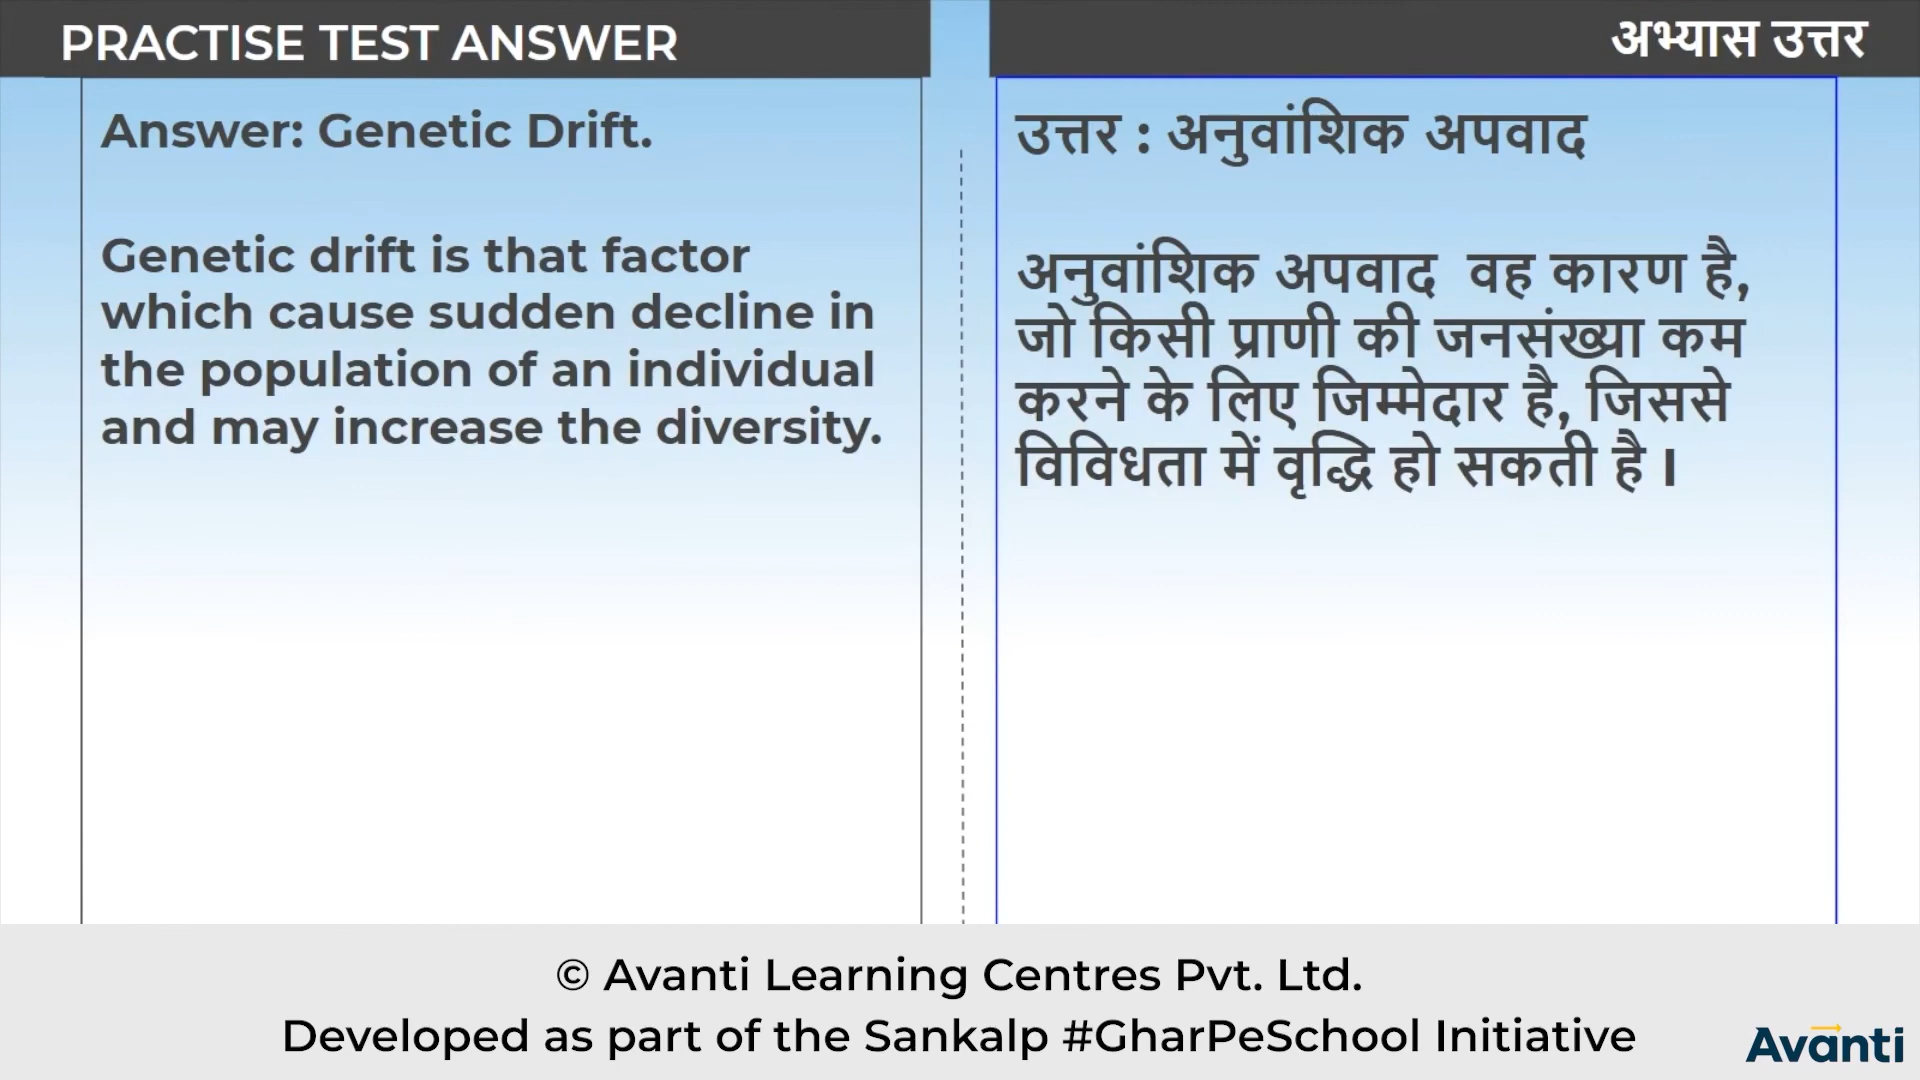 PRACTISE TEST ANSWER
Answer: Genetic Drift.
Genetic drift is that factor
which cause sudden decline in
the population of an individual
and may increase the diversity.
अभ्यास उत्तर
उत्तर : अनुवांशिक अपवाद
अनुवांशिक अपवाद वह कारण है,
जो किसी प्राणी की जनसंख्या कम
करने के लिए जिम्मेदार है, जिससे
विविधता में वृद्धि हो सकती है ।
© Avanti Learning Centres Pvt. Ltd.
Developed as part of the Sankalp #GharPeSchool Initiative
Avanti